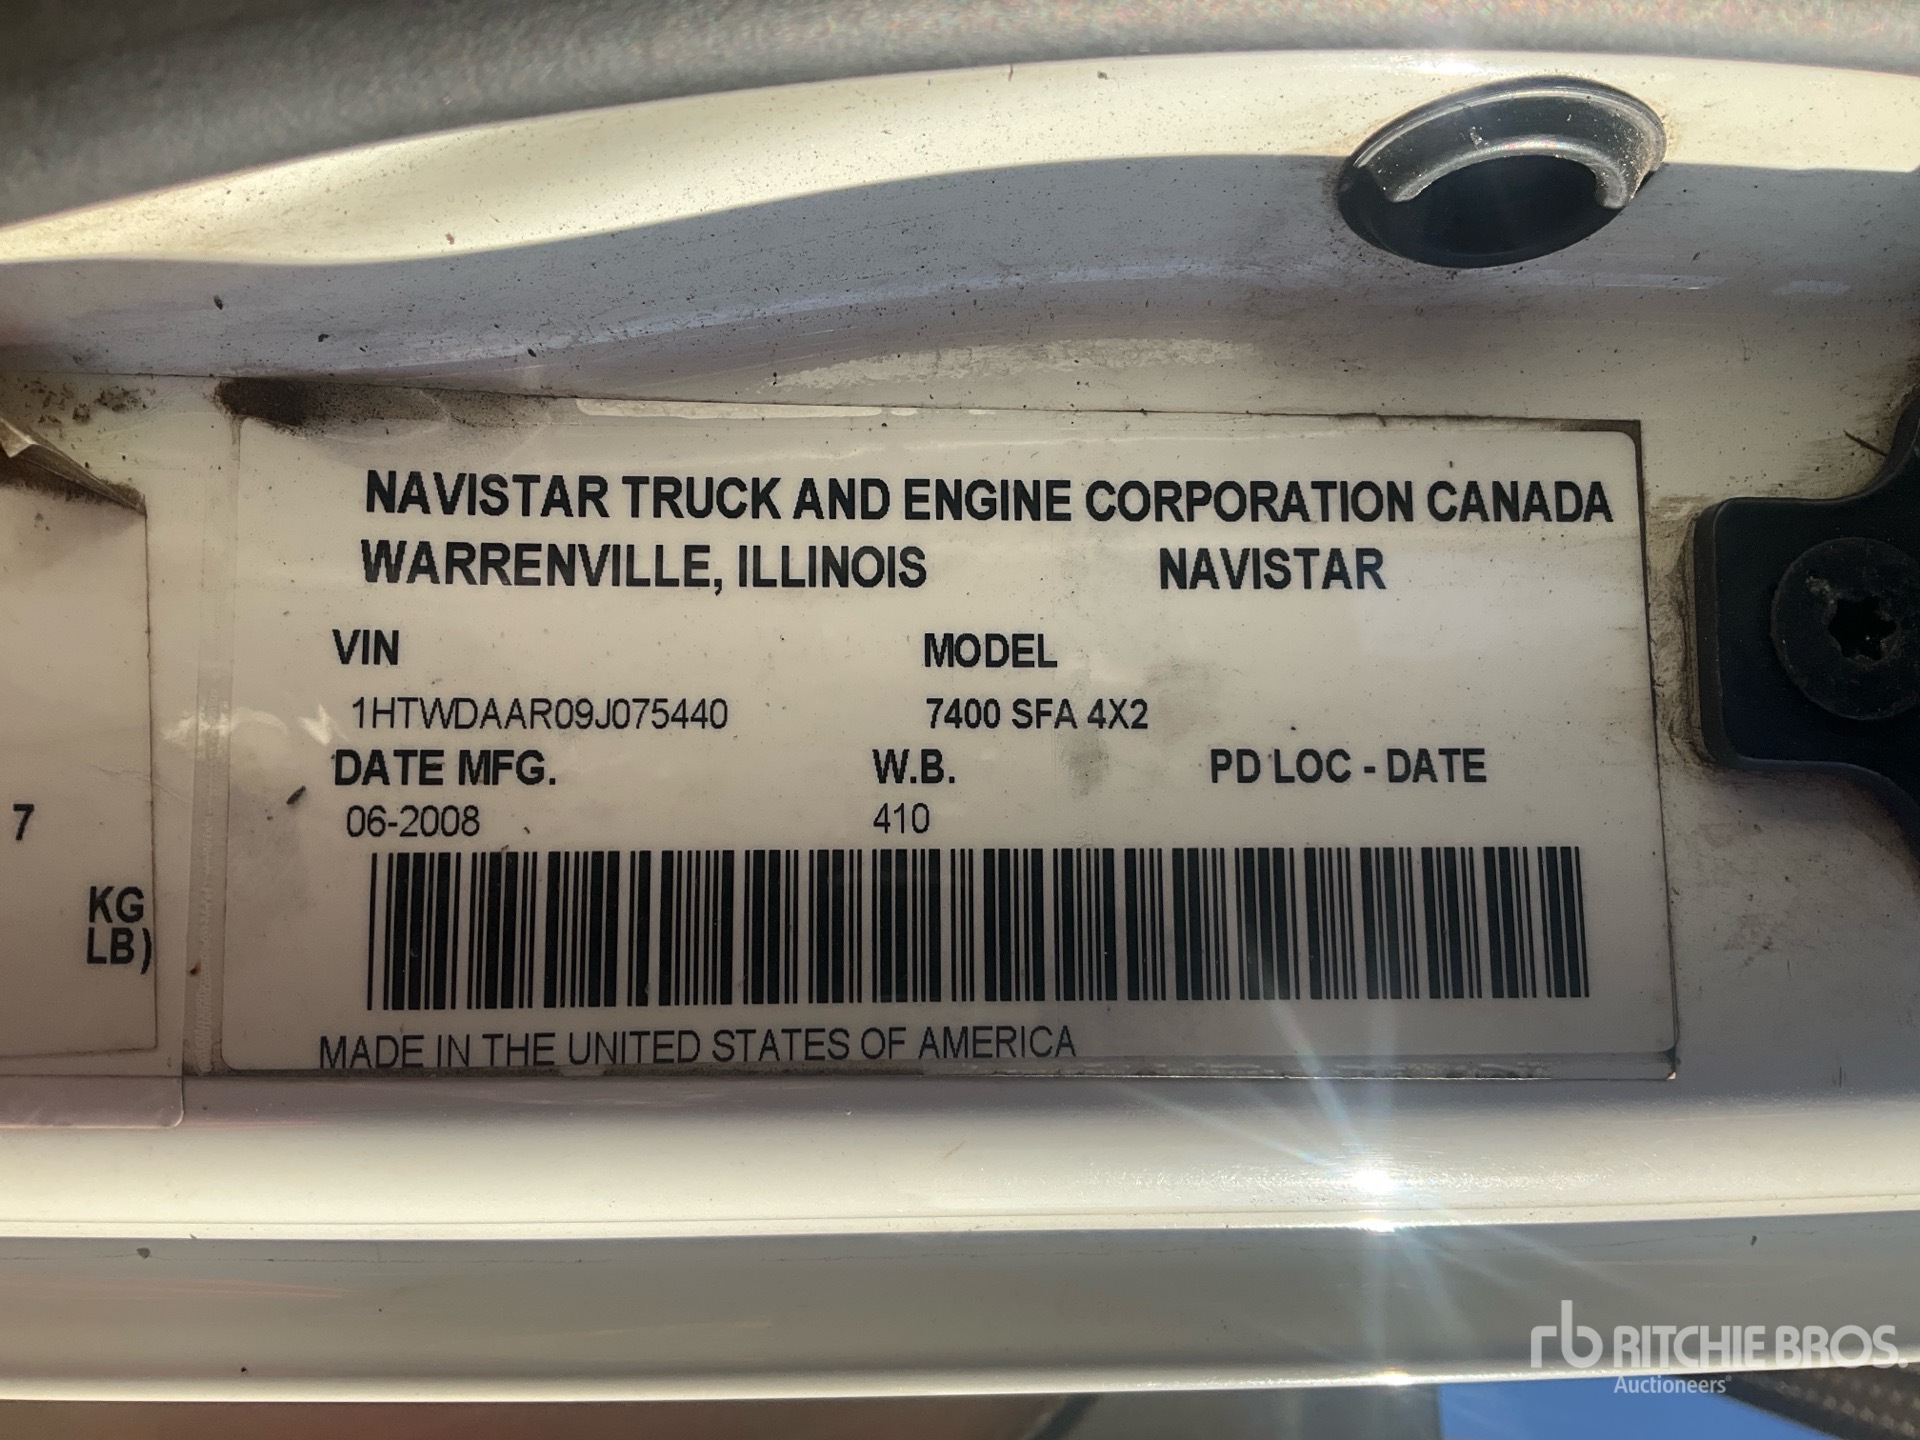 NAVISTAR TRUCK AND ENGINE CORPORATION CANADA
WARRENVILLE, ILLINOIS NAVISTAR
VIN MODEL
1HTWDAAR09J075440 7400 SFA 4X2
DATE MFG. W.B. PD LOC - DATE
06-2008 410
7
KG
LB)
MADE IN THE UNITED STATES OF AMERICA
rb RITCHIE BROS.
Auctioneers